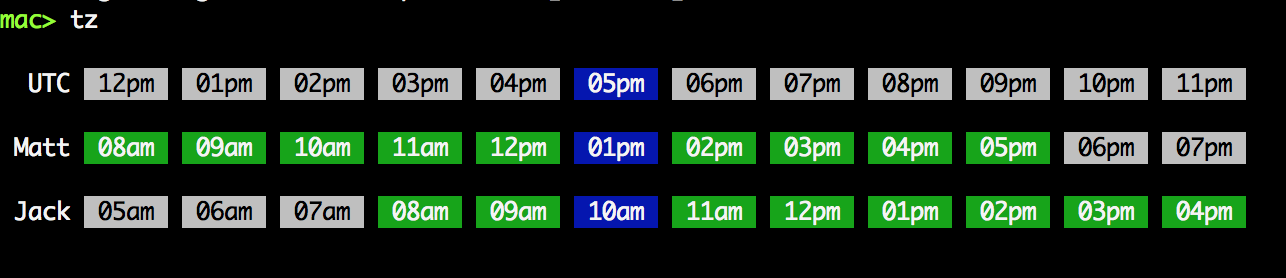 mac> tz
UTC 12pm 01pm 02pm 03pm 04pm 05pm 06pm 07pm 08pm 09pm 10pm 11pm
Matt 08am 09am 10am 11am 12pm 01pm 02pm 03pm 04pm 05pm 06pm 07pm
Jack 05am 06am 07am 08am 09am 10am 11am 12pm 01pm 02pm 03pm 04pm